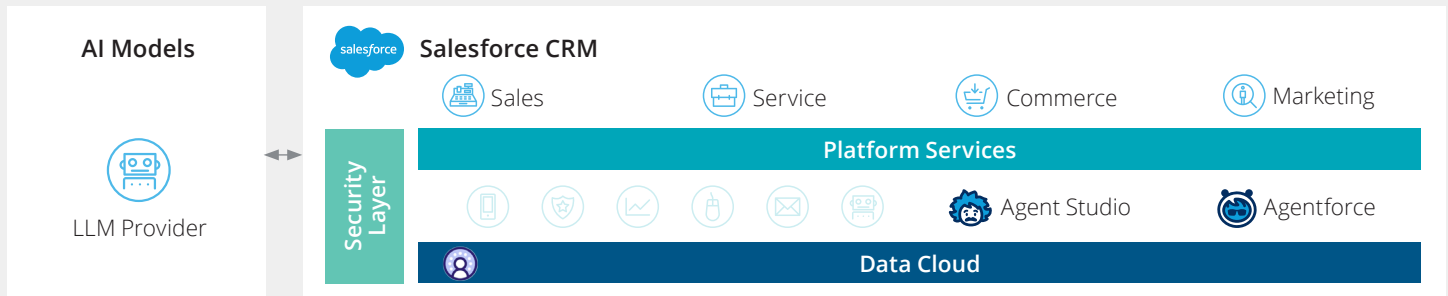 AI Models
LLM Provider
salesforce
Salesforce CRM
Sales
Service
Commerce
Marketing
Security
Layer
Platform Services
Agent Studio
Agentforce
Data Cloud